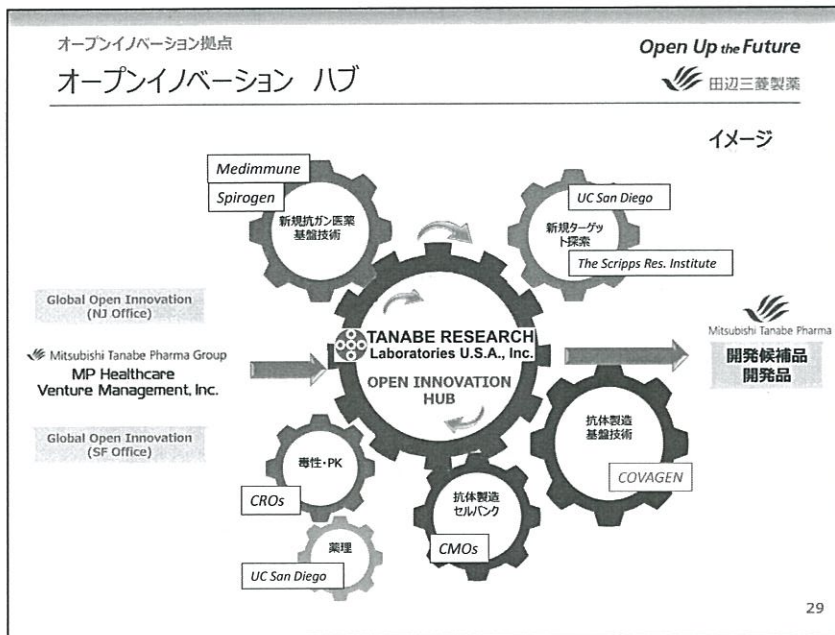 オープンイノベーション拠点
オープンイノベーション ハブ
Open Up the Future
田辺三菱製薬
イメージ
Medimmune
Spirogen
新規抗ガン医薬
基盤技術
UC San Diego
新規ターゲッ
ト探索
The Scripps Res. Institute
Global Open Innovation
(NJ Office)
Mitsubishi Tanabe Pharma Group
MP Healthcare
Venture Management, Inc.
Global Open Innovation
(SF Office)
TANABE RESEARCH
Laboratories U.S.A., Inc.
OPEN INNOVATION
HUB
Mitsubishi Tanabe Pharma
開発候補品
開発品
毒性・PK
CROs
薬理
UC San Diego
抗体製造
セルバンク
CMOs
抗体製造
基盤技術
COVAGEN
29